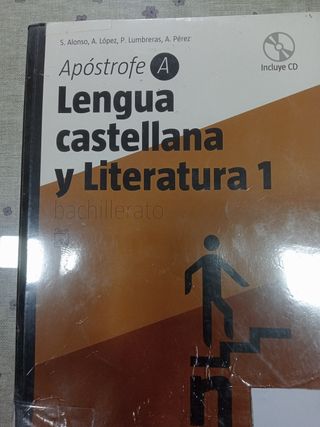 S. Alonso, A. López, P. Lumbreras, A. Pérez
Incluye CD
Apóstrofe A
Lengua
castellana
y Literatura 1
bachillerato